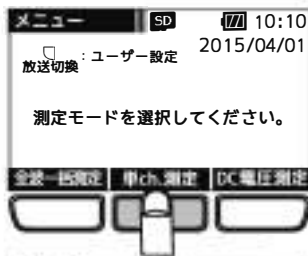 メニュー SD 10:10
2015/04/01
放送切換：ユーザー設定
測定モードを選択してください。
全波一括測定 単ch.測定 DC電圧測定